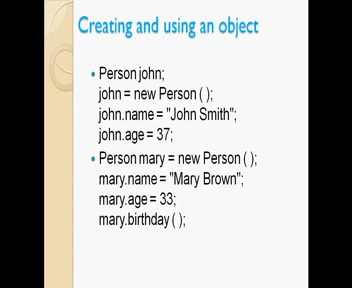 Creating and using an object
• Person john;
john = new Person ( );
john.name = "John Smith";
john.age = 37;
• Person mary = new Person ( );
mary.name = "Mary Brown";
mary.age = 33;
mary.birthday ( );